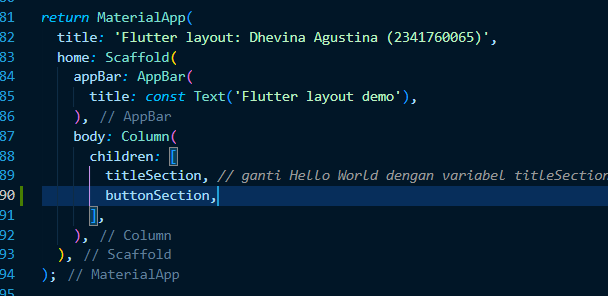 81 return MaterialApp(
82 title: 'Flutter layout: Dhevina Agustina (2341760065)',
83 home: Scaffold(
84 appBar: AppBar(
85 title: const Text('Flutter layout demo'),
86 ), // AppBar
87 body: Column(
88 children: [
89 titleSection, // ganti Hello World dengan variabel titleSection
90 buttonSection,
91 ],
92 ), // Column
93 ), // Scaffold
94 ); // MaterialApp
95